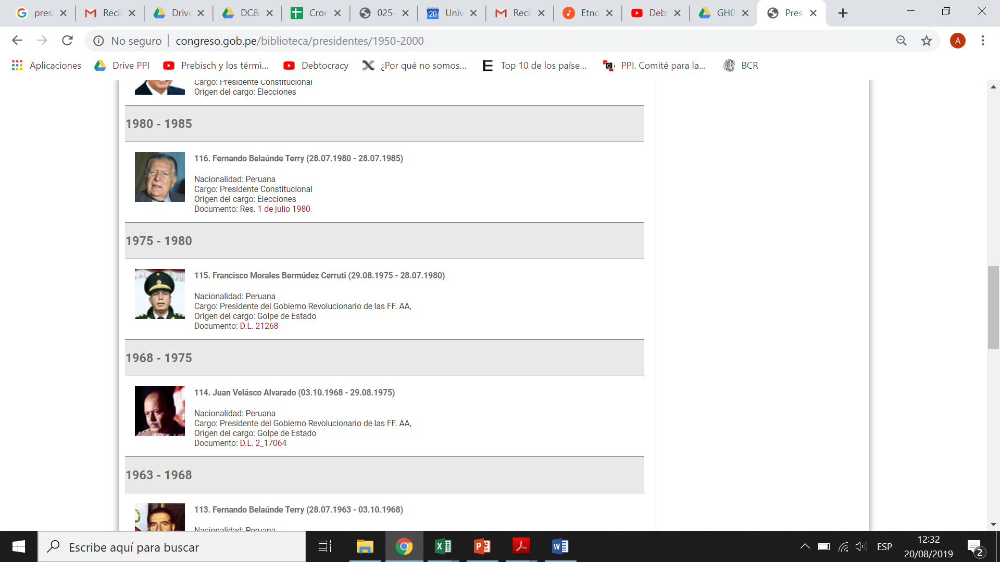 presi
Recib
Drive
DC&
Cron
025-
20
Univ
Recib
Etno
Debt
GH0
Pres
No seguro
congreso.gob.pe/biblioteca/presidentes/1950-2000
A
Aplicaciones
Drive PPI
Prebisch y los térmi...
Debtocracy
¿Por qué no somos...
E
Top 10 de los paíse...
PPI. Comité para la...
BCR
Cargo: Presidente Constitucional
Origen del cargo: Elecciones
1980 - 1985
116. Fernando Belaúnde Terry (28.07.1980 - 28.07.1985)
Nacionalidad: Peruana
Cargo: Presidente Constitucional
Origen del cargo: Elecciones
Documento: Res. 1 de julio 1980
1975 - 1980
115. Francisco Morales Bermúdez Cerruti (29.08.1975 - 28.07.1980)
Nacionalidad: Peruana
Cargo: Presidente del Gobierno Revolucionario de las FF. AA,
Origen del cargo: Golpe de Estado
Documento: D.L. 21268
1968 - 1975
114. Juan Velásco Alvarado (03.10.1968 - 29.08.1975)
Nacionalidad: Peruana
Cargo: Presidente del Gobierno Revolucionario de las FF. AA,
Origen del cargo: Golpe de Estado
Documento: D.L. 2_17064
1963 - 1968
113. Fernando Belaúnde Terry (28.07.1963 - 03.10.1968)
Nacionalidad: Peruana
Escribe aquí para buscar
ESP
12:32
20/08/2019
2